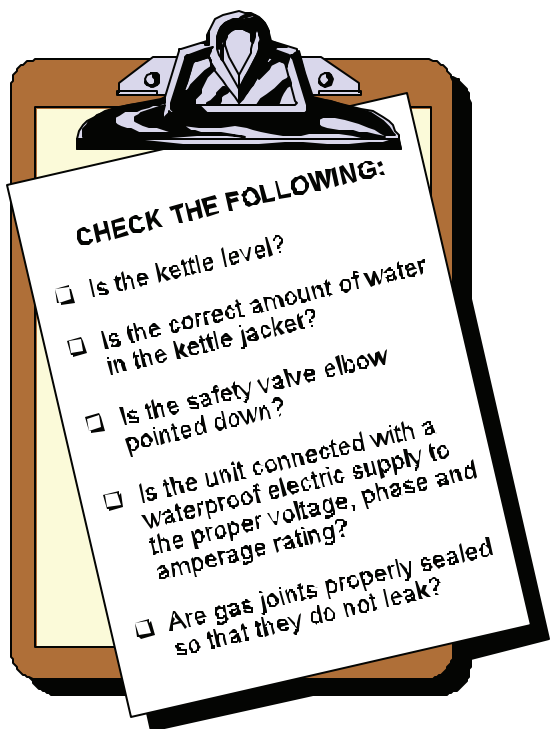 CHECK THE FOLLOWING:
❑ Is the kettle level?
❑ Is the correct amount of water
in the kettle jacket?
❑ Is the safety valve elbow
pointed down?
❑ Is the unit connected with a
waterproof electric supply to
the proper voltage, phase and
amperage rating?
❑ Are gas joints properly sealed
so that they do not leak?